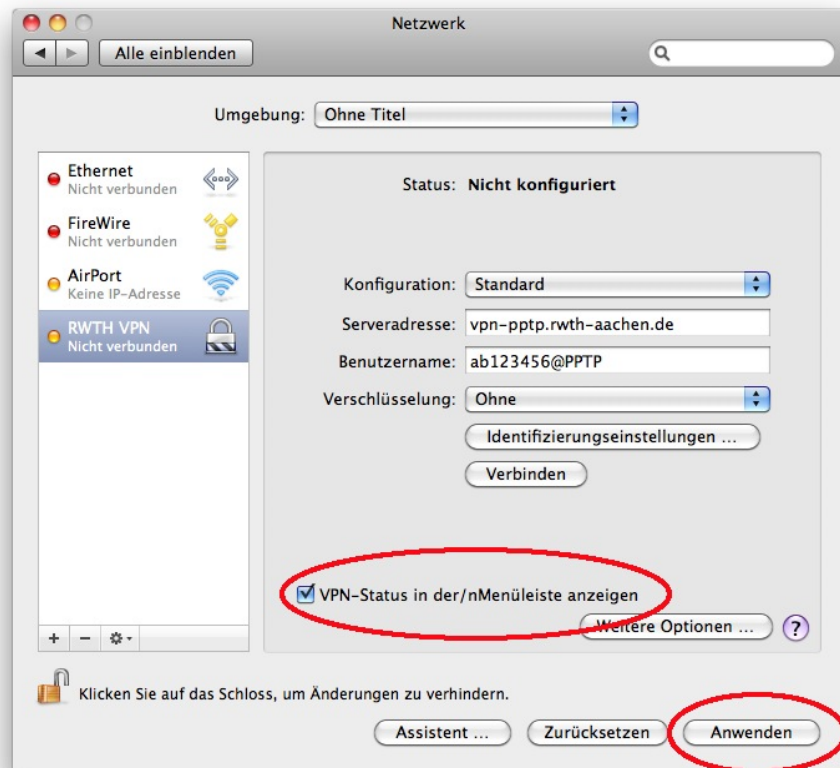 Netzwerk
Alle einblenden
Umgebung: Ohne Titel
Ethernet
Nicht verbunden
FireWire
Nicht verbunden
AirPort
Keine IP-Adresse
RWTH VPN
Nicht verbunden
Status: Nicht konfiguriert
Konfiguration: Standard
Serveradresse: vpn-pptp.rwth-aachen.de
Benutzername: ab123456@PPTP
Verschlüsselung: Ohne
Identifizierungseinstellungen ...
Verbinden
VPN-Status in der/nMenüleiste anzeigen
Weitere Optionen ... ?
+ −
Klicken Sie auf das Schloss, um Änderungen zu verhindern.
Assistent ... Zurücksetzen Anwenden